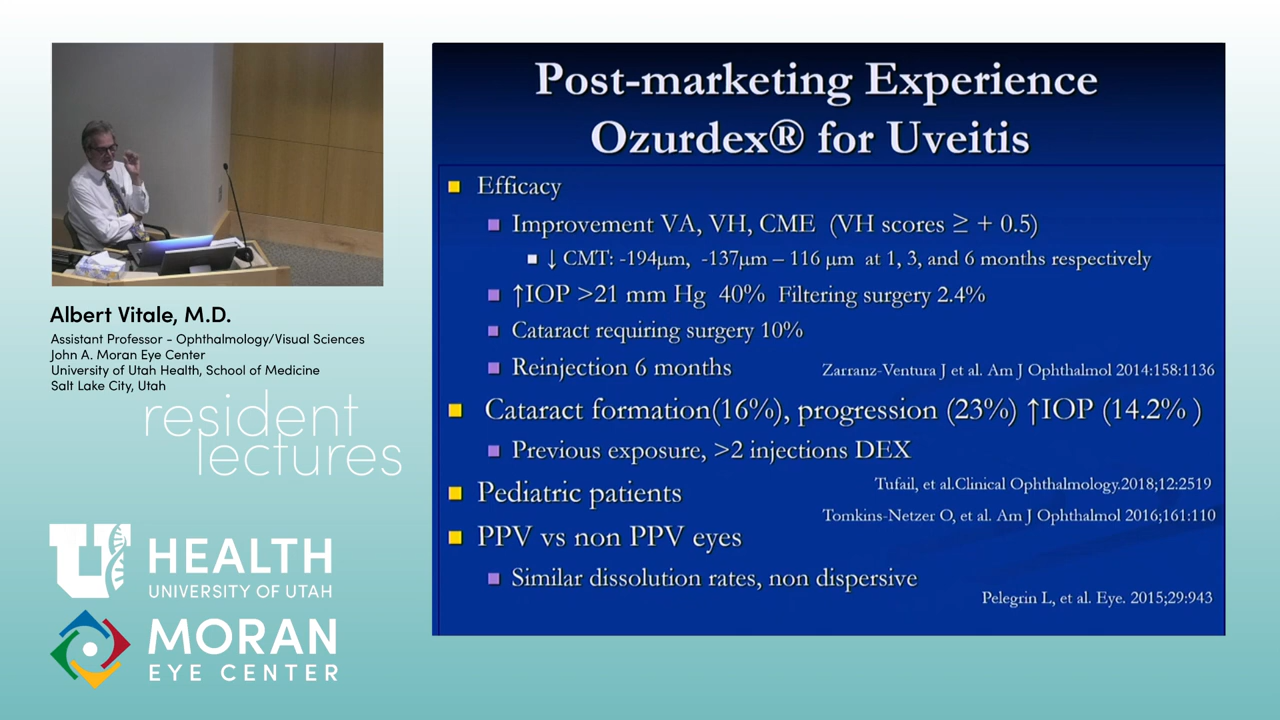 Post-marketing Experience
Ozurdex® for Uveitis
Efficacy
Improvement VA, VH, CME (VH scores ≥ + 0.5)
↓ CMT: -194μm, -137μm – 116 μm at 1, 3, and 6 months respectively
↑IOP >21 mm Hg 40% Filtering surgery 2.4%
Cataract requiring surgery 10%
Reinjection 6 months
Zarranz-Ventura J et al. Am J Ophthalmol 2014:158:1136
Cataract formation(16%), progression (23%) ↑IOP (14.2% )
Previous exposure, >2 injections DEX
Tufail, et al.Clinical Ophthalmology.2018;12:2519
Pediatric patients
Tomkins-Netzer O, et al. Am J Ophthalmol 2016;161:110
PPV vs non PPV eyes
Similar dissolution rates, non dispersive
Pelegrin L, et al. Eye. 2015;29:943
Albert Vitale, M.D.
Assistant Professor - Ophthalmology/Visual Sciences
John A. Moran Eye Center
University of Utah Health, School of Medicine
Salt Lake City, Utah
resident
lectures
U HEALTH
UNIVERSITY OF UTAH
MORAN
EYE CENTER